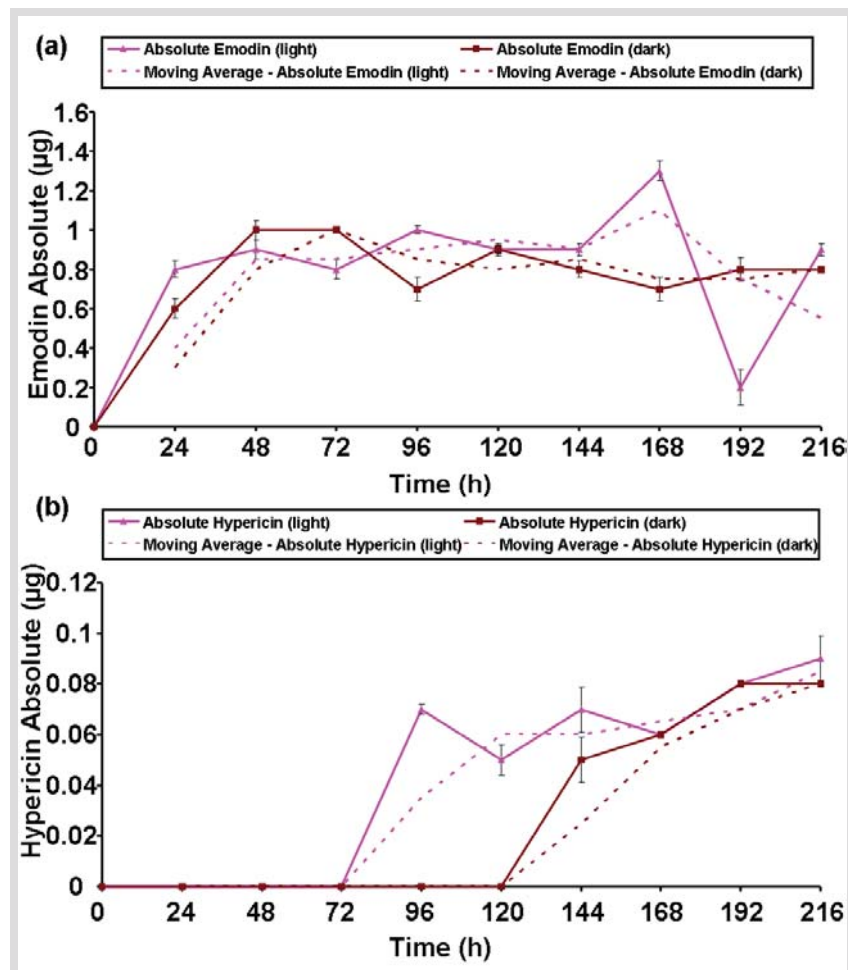 (a)
Absolute Emodin (light) Absolute Emodin (dark)
Moving Average - Absolute Emodin (light) Moving Average - Absolute Emodin (dark)
Emodin Absolute (µg)
1.6
1.4
1.2
1
0.8
0.6
0.4
0.2
0
0 24 48 72 96 120 144 168 192 216
Time (h)
(b)
Absolute Hypericin (light) Absolute Hypericin (dark)
Moving Average - Absolute Hypericin (light) Moving Average - Absolute Hypericin (dark)
Hypericin Absolute (µg)
0.12
0.1
0.08
0.06
0.04
0.02
0
0 24 48 72 96 120 144 168 192 216
Time (h)